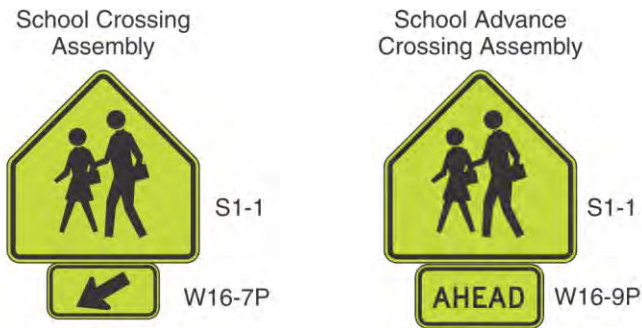 School Crossing
Assembly
S1-1
W16-7P
School Advance
Crossing Assembly
S1-1
AHEAD
W16-9P